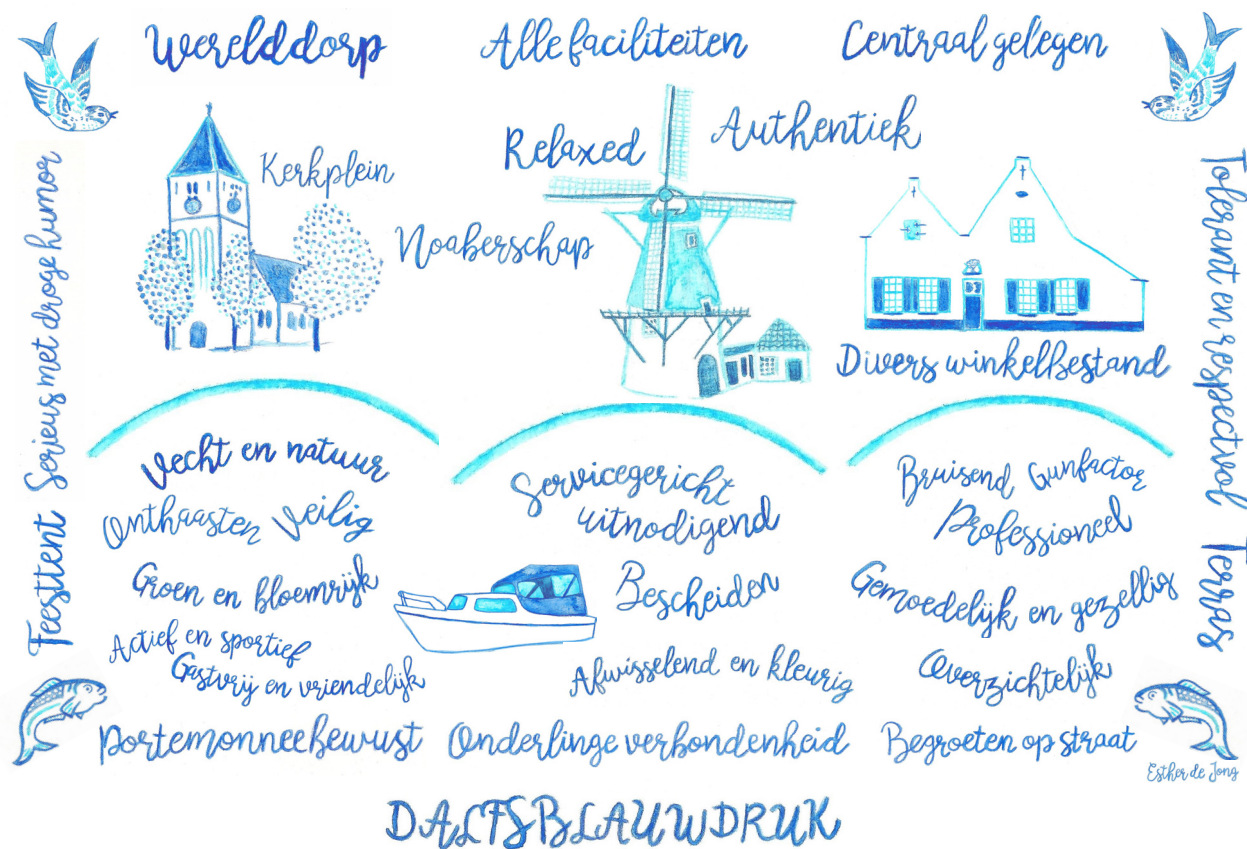 Werelddorp
Alle faciliteiten
Centraal gelegen
Kerkplein
Relaxed
Authentiek
Noaberschap
Divers winkelbestand
Serieus met droge humor
Feesttent
Tolerant en respectvol
Terras
Vecht en natuur
Onthaasten
Veilig
Groen en bloemrijk
Actief en sportief
Gastvrij en vriendelijk
Servicegericht
uitnodigend
Bescheiden
Afwisselend en kleurig
Bruisend
Gunfactor
Professioneel
Gemoedelijk en gezellig
Overzichtelijk
Portemonneebewust
Onderlinge verbondenheid
Begroeten op straat
Esther de Jong
DALFSBLAUWDRUK